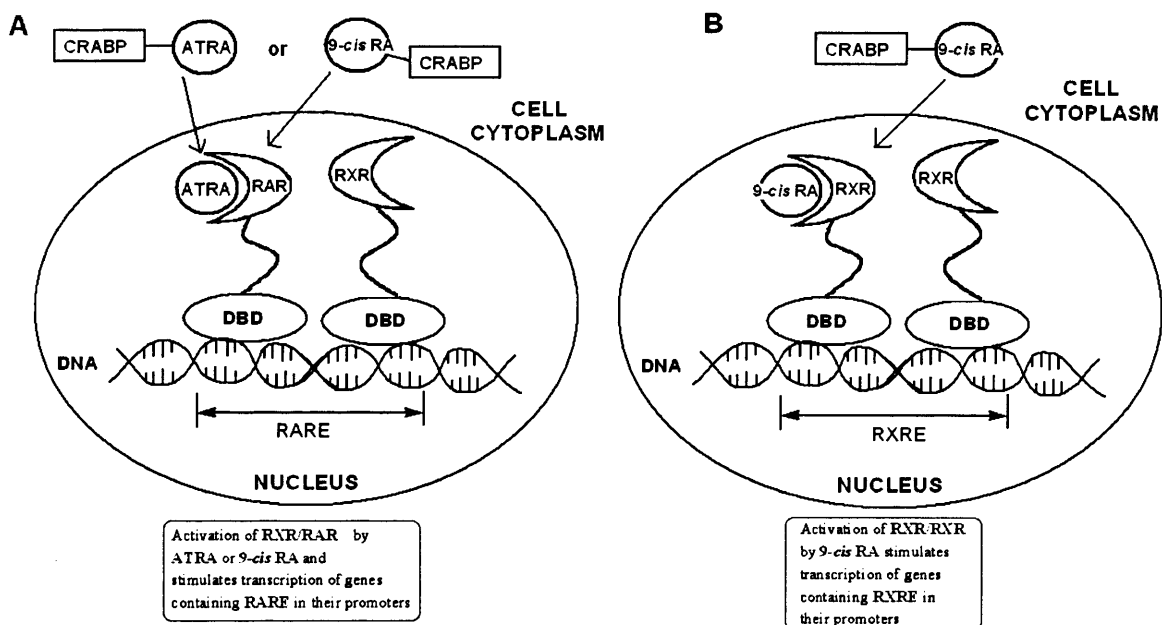 A
CRABP
ATRA
or
9-cis RA
CRABP
CELL
CYTOPLASM
ATRA
RAR
RXR
DBD
DBD
DNA
RARE
NUCLEUS
Activation of RXR/RAR by
ATRA or 9-cis RA and
stimulates transcription of genes
containing RARE in their promoters
B
CRABP
9-cis RA
CELL
CYTOPLASM
9-cis RA
RXR
RXR
DBD
DBD
DNA
RXRE
NUCLEUS
Activation of RXR/RXR
by 9-cis RA stimulates
transcription of genes
containing RXRE in
their promoters